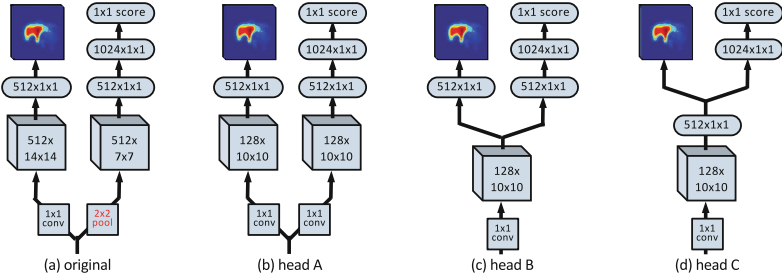 1x1 score
1024x1x1
512x1x1
512x1x1
512x
14x14
512x
7x7
1x1
conv
2x2
pool
(a) original
1x1 score
1024x1x1
512x1x1
512x1x1
128x
10x10
128x
10x10
1x1
conv
1x1
conv
(b) head A
1x1 score
1024x1x1
512x1x1
512x1x1
128x
10x10
1x1
conv
(c) head B
1x1 score
1024x1x1
512x1x1
128x
10x10
1x1
conv
(d) head C